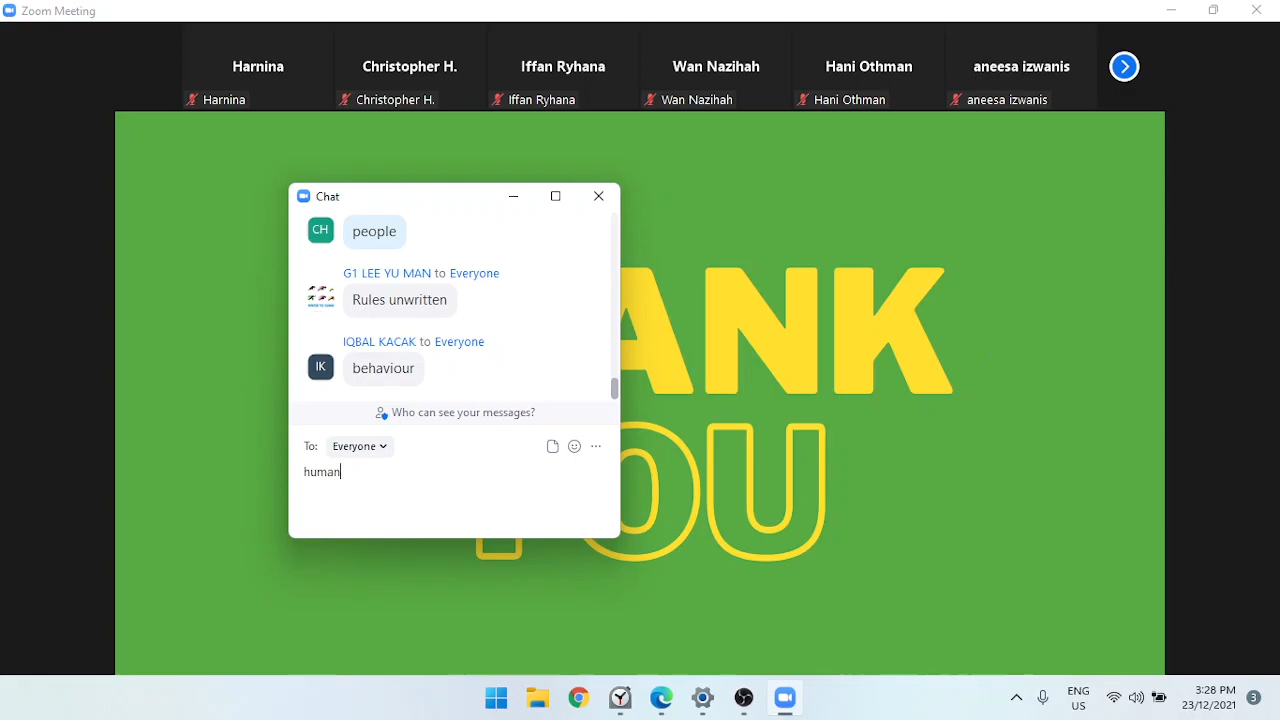 Zoom Meeting
Harnina
Christopher H.
Iffan Ryhana
Wan Nazihah
Hani Othman
aneesa izwanis
Harnina
Christopher H.
Iffan Ryhana
Wan Nazihah
Hani Othman
aneesa izwanis
Chat
CH
people
G1 LEE YU MAN to Everyone
Rules unwritten
IQBAL KACAK to Everyone
IK
behaviour
Who can see your messages?
To: Everyone
human
ANK
YOU
ENG
US
3:28 PM
23/12/2021
3